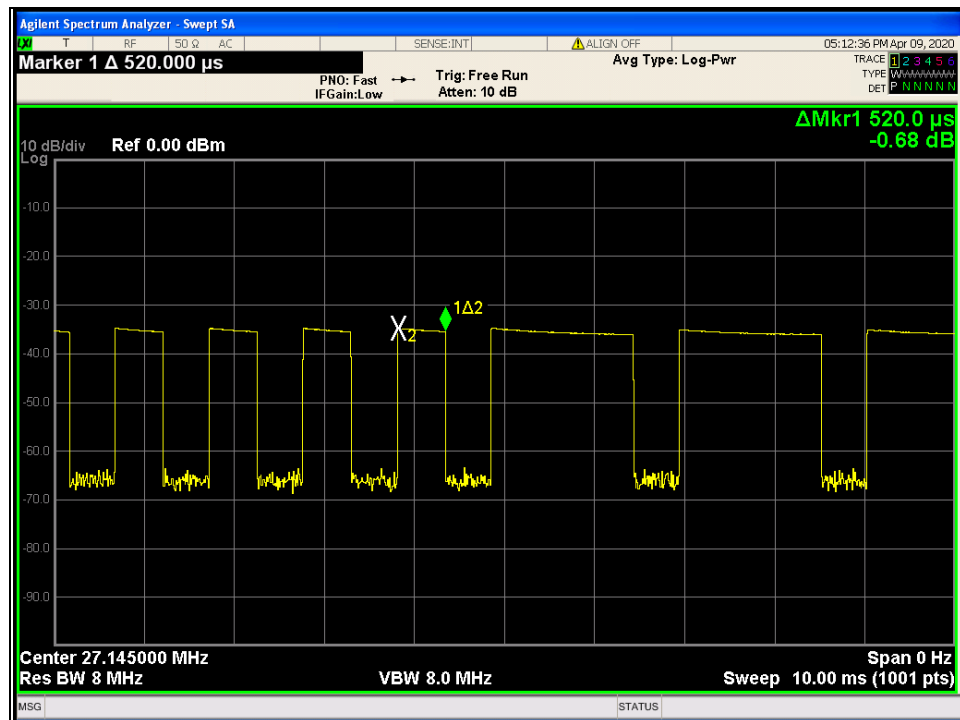 Agilent Spectrum Analyzer - Swept SA
LXI T RF 50 Ω AC SENSE:INT ALIGN OFF 05:12:36 PM Apr 09, 2020
Marker 1 Δ 520.000 µs
PNO: Fast
IFGain:Low
Trig: Free Run
Atten: 10 dB
Avg Type: Log-Pwr
TRACE 1 2 3 4 5 6
TYPE W
DET P N N N N N
ΔMkr1 520.0 µs
-0.68 dB
10 dB/div Ref 0.00 dBm
Log
-10.0
-20.0
-30.0
1Δ2
X2
-40.0
-50.0
-60.0
-70.0
-80.0
-90.0
Center 27.145000 MHz Span 0 Hz
Res BW 8 MHz VBW 8.0 MHz Sweep 10.00 ms (1001 pts)
MSG STATUS